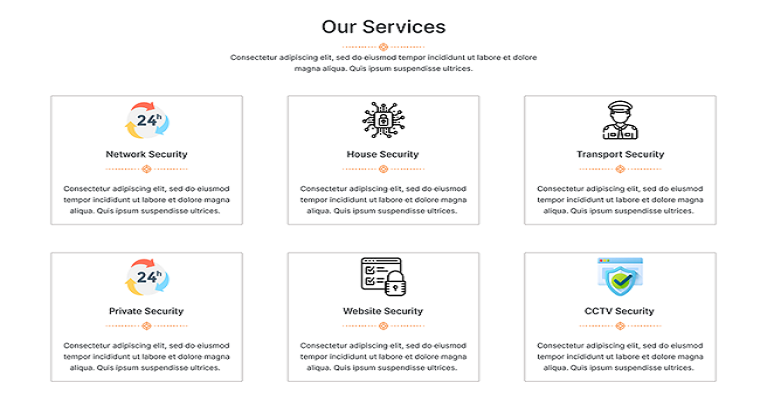 Our Services
Consectetur adipiscing elit, sed do eiusmod tempor incididunt ut labore et dolore
magna aliqua. Quis ipsum suspendisse ultrices.
24h
Network Security
Consectetur adipiscing elit, sed do eiusmod
tempor incididunt ut labore et dolore magna
aliqua. Quis ipsum suspendisse ultrices.
House Security
Consectetur adipiscing elit, sed do eiusmod
tempor incididunt ut labore et dolore magna
aliqua. Quis ipsum suspendisse ultrices.
Transport Security
Consectetur adipiscing elit, sed do eiusmod
tempor incididunt ut labore et dolore magna
aliqua. Quis ipsum suspendisse ultrices.
24h
Private Security
Consectetur adipiscing elit, sed do eiusmod
tempor incididunt ut labore et dolore magna
aliqua. Quis ipsum suspendisse ultrices.
Website Security
Consectetur adipiscing elit, sed do eiusmod
tempor incididunt ut labore et dolore magna
aliqua. Quis ipsum suspendisse ultrices.
CCTV Security
Consectetur adipiscing elit, sed do eiusmod
tempor incididunt ut labore et dolore magna
aliqua. Quis ipsum suspendisse ultrices.